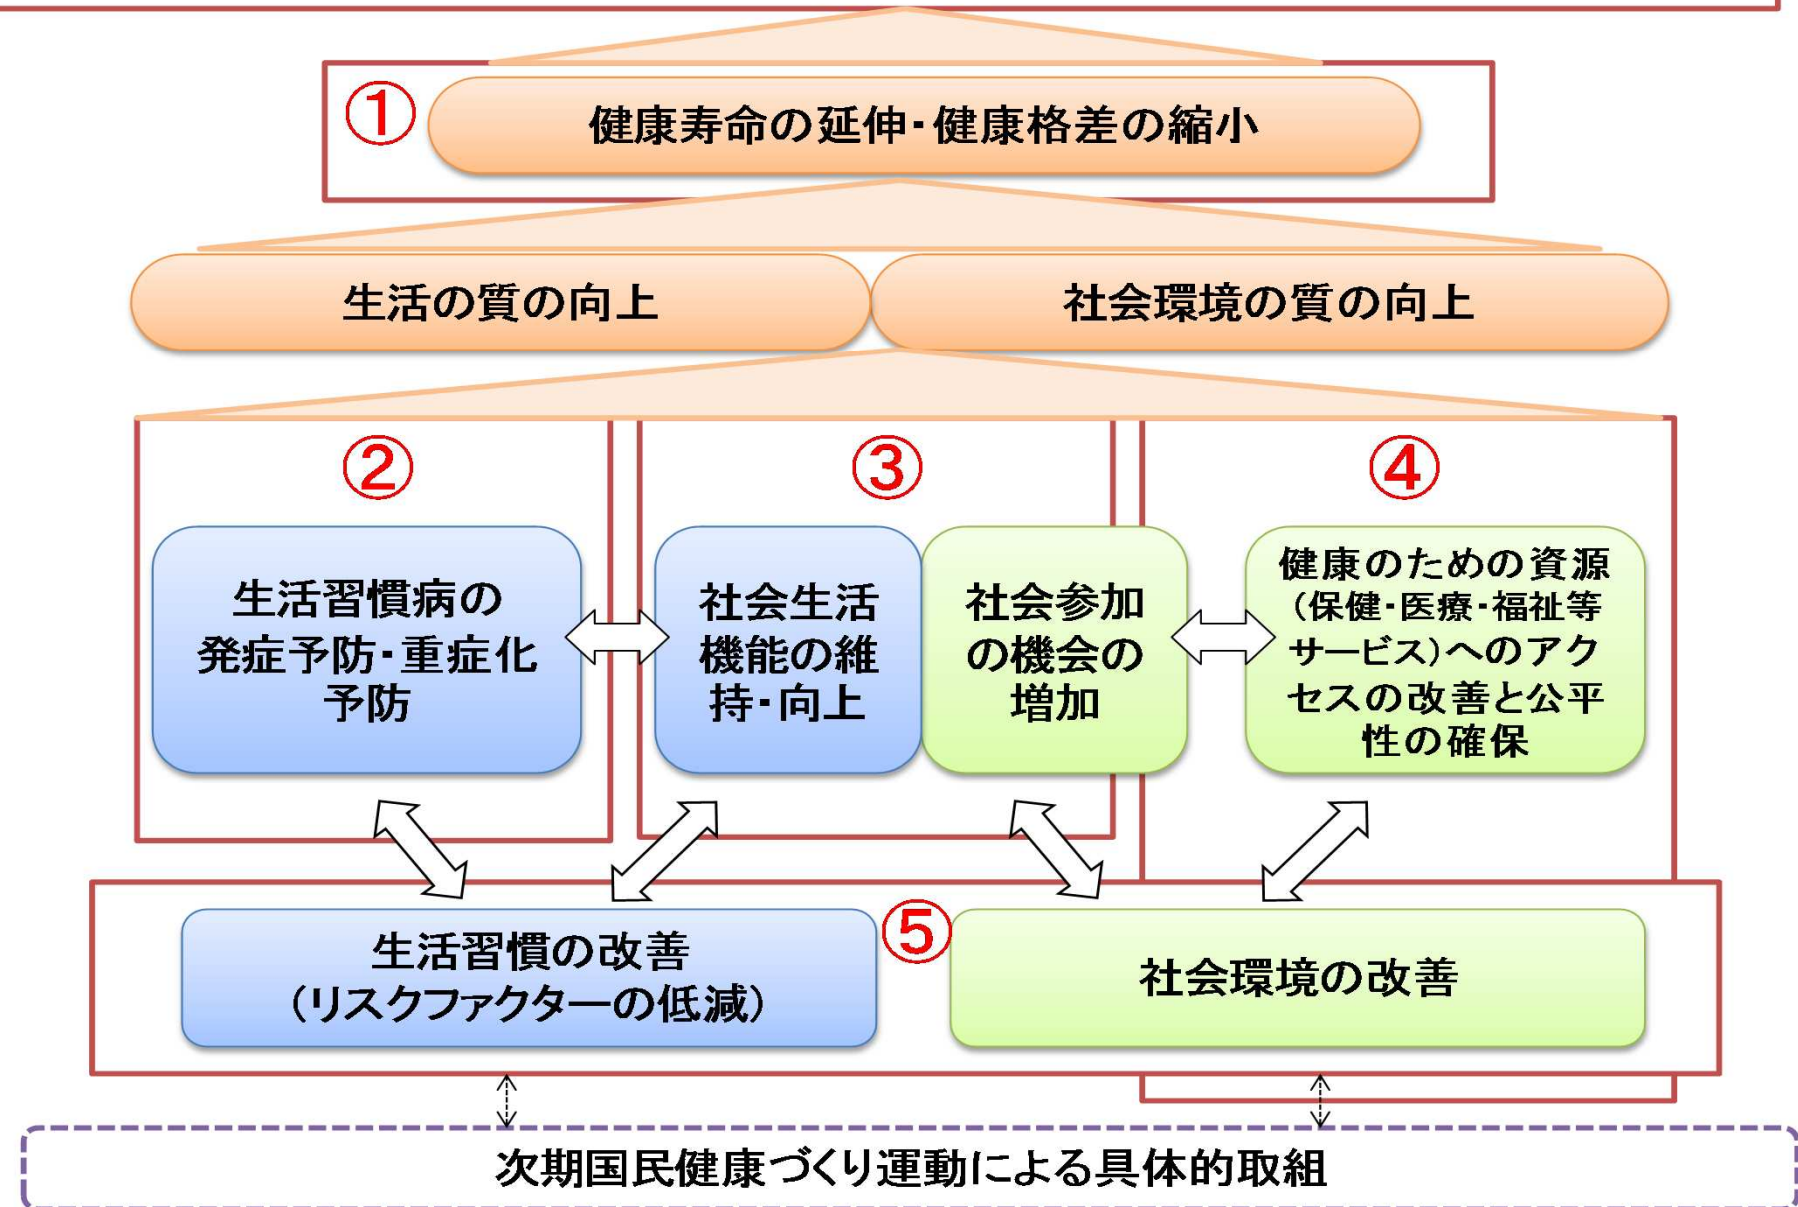 ①
健康寿命の延伸・健康格差の縮小
生活の質の向上
社会環境の質の向上
②
③
④
生活習慣病の
発症予防・重症化
予防
社会生活
機能の維
持・向上
社会参加
の機会の
増加
健康のための資源
（保健・医療・福祉等
サービス）へのアク
セスの改善と公平
性の確保
⑤
生活習慣の改善
（リスクファクターの低減）
社会環境の改善
次期国民健康づくり運動による具体的取組